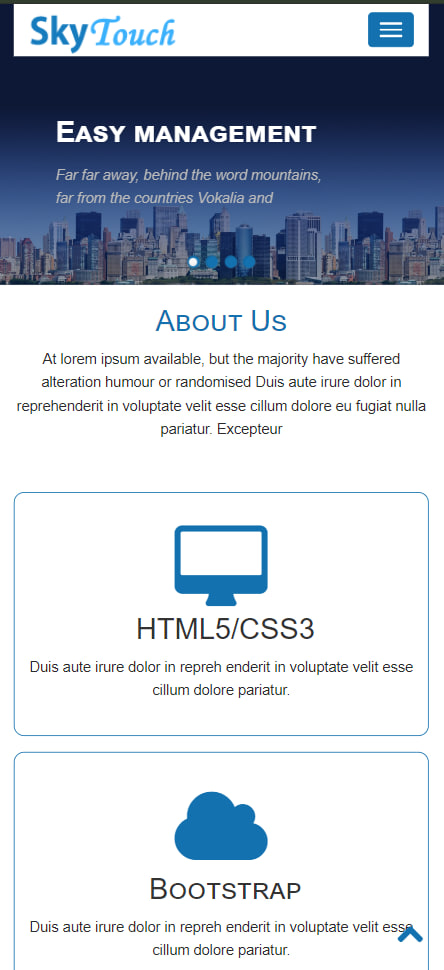 SkyTouch
Easy management
Far far away, behind the word mountains,
far from the countries Vokalia and
About Us
At lorem ipsum available, but the majority have suffered
alteration humour or randomised Duis aute irure dolor in
reprehenderit in voluptate velit esse cillum dolore eu fugiat nulla
pariatur. Excepteur
HTML5/CSS3
Duis aute irure dolor in repreh enderit in voluptate velit esse
cillum dolore pariatur.
Bootstrap
Duis aute irure dolor in repreh enderit in voluptate velit esse
cillum dolore pariatur.